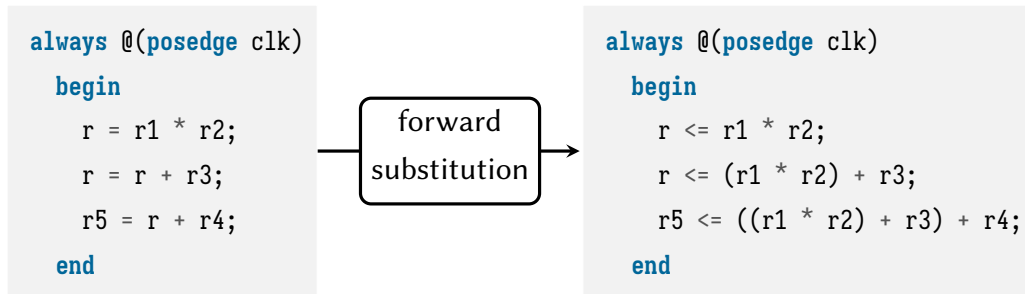 always @(posedge clk)
begin
r = r1 * r2;
r = r + r3;
r5 = r + r4;
end
forward
substitution
always @(posedge clk)
begin
r <= r1 * r2;
r <= (r1 * r2) + r3;
r5 <= ((r1 * r2) + r3) + r4;
end